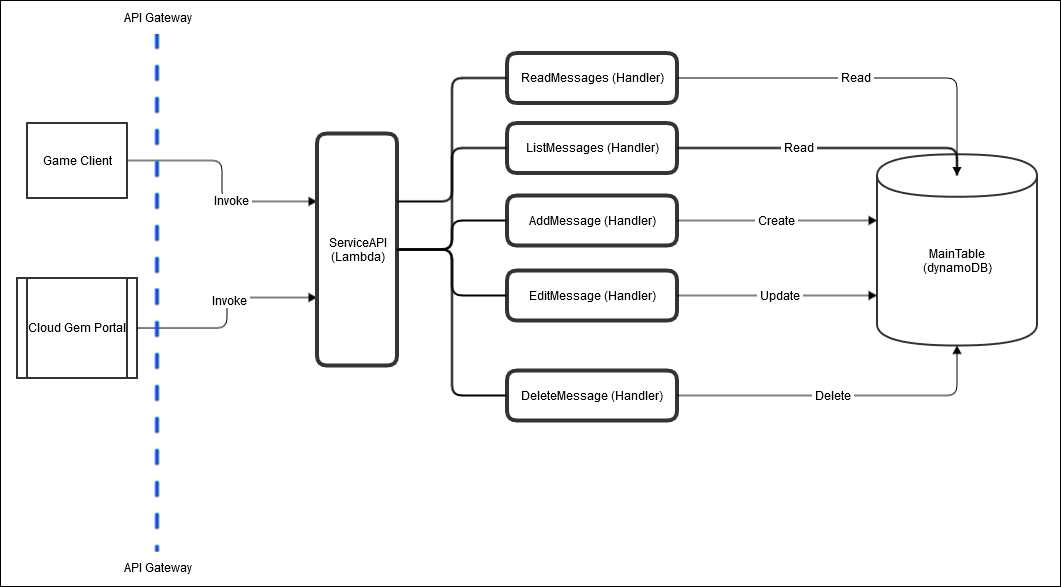 API Gateway
ReadMessages (Handler)
Read
ListMessages (Handler)
Read
Game Client
Invoke
AddMessage (Handler)
Create
ServiceAPI
(Lambda)
MainTable
(dynamoDB)
EditMessage (Handler)
Update
Invoke
Cloud Gem Portal
DeleteMessage (Handler)
Delete
API Gateway